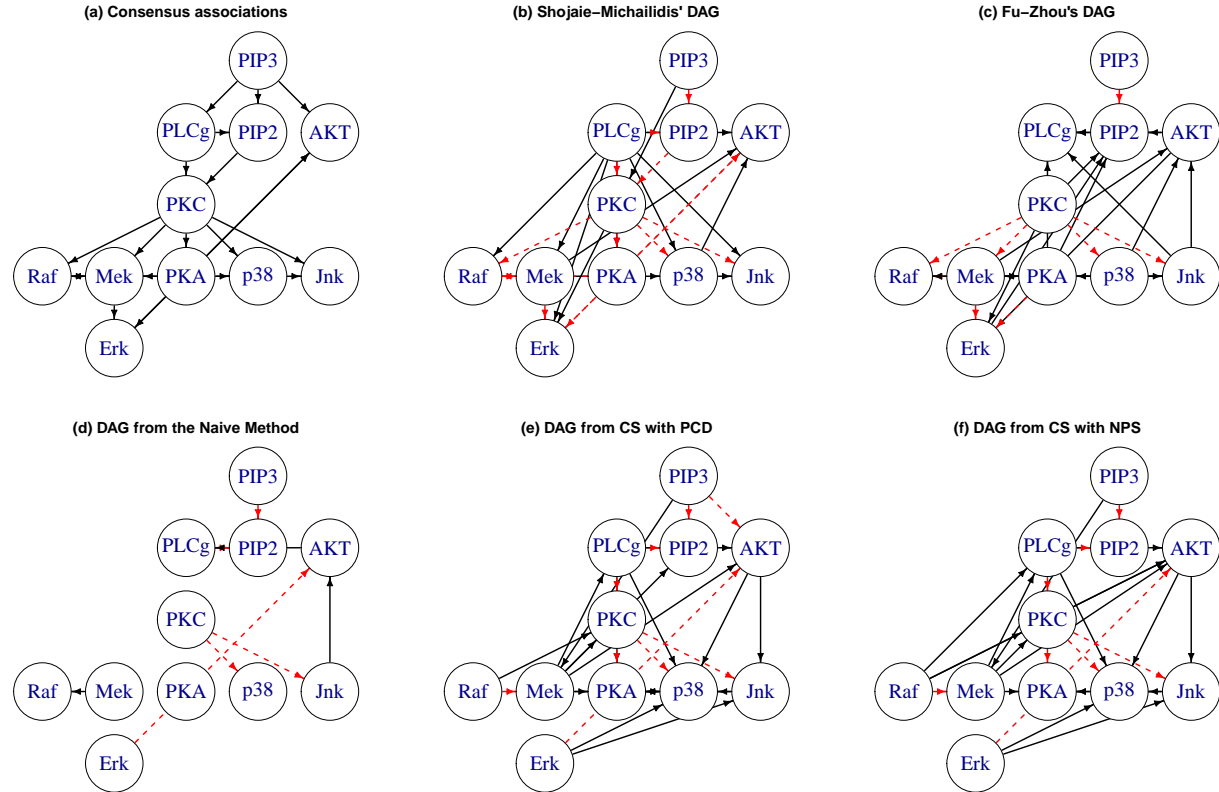 (a) Consensus associations
PIP3
PLCg PIP2 AKT
PKC
Raf Mek PKA p38 Jnk
Erk
(b) Shojaie−Michailidis' DAG
PIP3
PLCg PIP2 AKT
PKC
Raf Mek PKA p38 Jnk
Erk
(c) Fu−Zhou's DAG
PIP3
PLCg PIP2 AKT
PKC
Raf Mek PKA p38 Jnk
Erk
(d) DAG from the Naive Method
PIP3
PLCg PIP2 AKT
PKC
Raf Mek PKA p38 Jnk
Erk
(e) DAG from CS with PCD
PIP3
PLCg PIP2 AKT
PKC
Raf Mek PKA p38 Jnk
Erk
(f) DAG from CS with NPS
PIP3
PLCg PIP2 AKT
PKC
Raf Mek PKA p38 Jnk
Erk